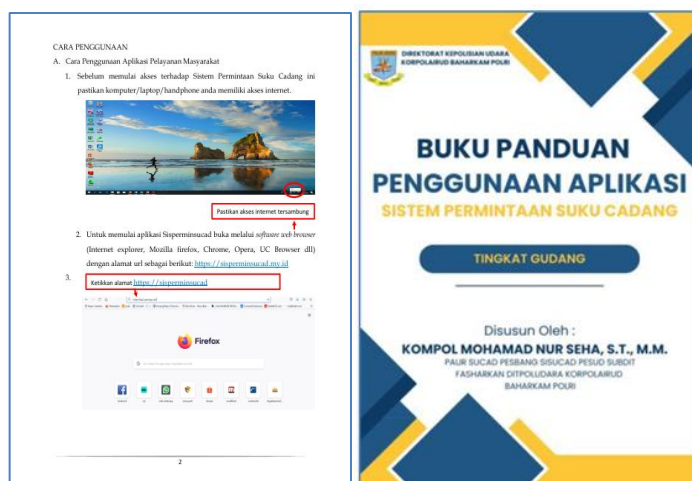 CARA PENGGUNAAN
A. Cara Penggunaan Aplikasi Pelayanan Masyarakat
1. Sebelum memulai akses terhadap Sistem Permintaan Suku Cadang ini
pastikan komputer/laptop/handphone anda memiliki akses internet.
Pastikan akses internet tersambung
2. Untuk memulai aplikasi Sisperminsucad buka melalui software web browser
(Internet explorer, Mozilla firefox, Chrome, Opera, UC Browser dll)
dengan alamat url sebagai berikut: https://sisperminsucad.my.id
3.
Ketikkan alamat https://sisperminsucad
Firefox
2
DIREKTORAT KEPOLISIAN UDARA
KORPOLAIRUD BAHARKAM POLRI
BUKU PANDUAN
PENGGUNAAN APLIKASI
SISTEM PERMINTAAN SUKU CADANG
TINGKAT GUDANG
Disusun Oleh :
KOMPOL MOHAMAD NUR SEHA, S.T., M.M.
PAUR SUCAD PESBANG SISUCAD PESUD SUBDIT
FASHARKAN DITPOLUDARA KORPOLAIRUD
BAHARKAM POLRI